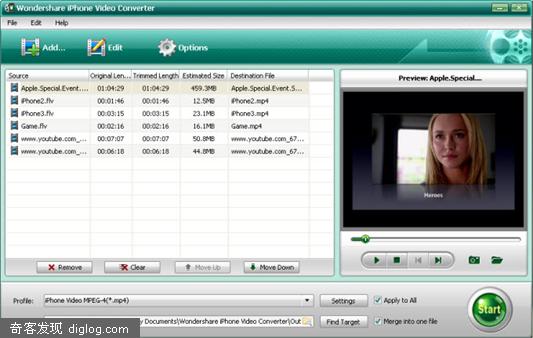 Wondershare iPhone Video Converter
File Edit Help
Add... Edit Options
Source Original Len... Trimmed Length Estimated Size Destination File
Apple.Special.Event.... 01:04:29 01:04:29 459.3MB Apple.Special.Event.S...
iPhone2.flv 00:01:46 00:01:46 12.5MB iPhone2.mp4
iPhone3.flv 00:03:15 00:03:15 23.1MB iPhone3.mp4
Game.flv 00:02:16 00:02:16 16.1MB Game.mp4
www.youtube.com_... 00:07:07 00:07:07 50.8MB www.youtube.com_67...
www.youtube.com_... 00:06:18 00:06:18 44.8MB www.youtube.com_67...
Preview: Apple.Special....
Heroes
Remove Clear Move Up Move Down
Profile: iPhone Video MPEG-4(*.mp4) Settings Apply to All
y Documents\Wondershare iPhone Video Converter\Out Find Target Merge into one file
Start
奇客发现 diglog.com